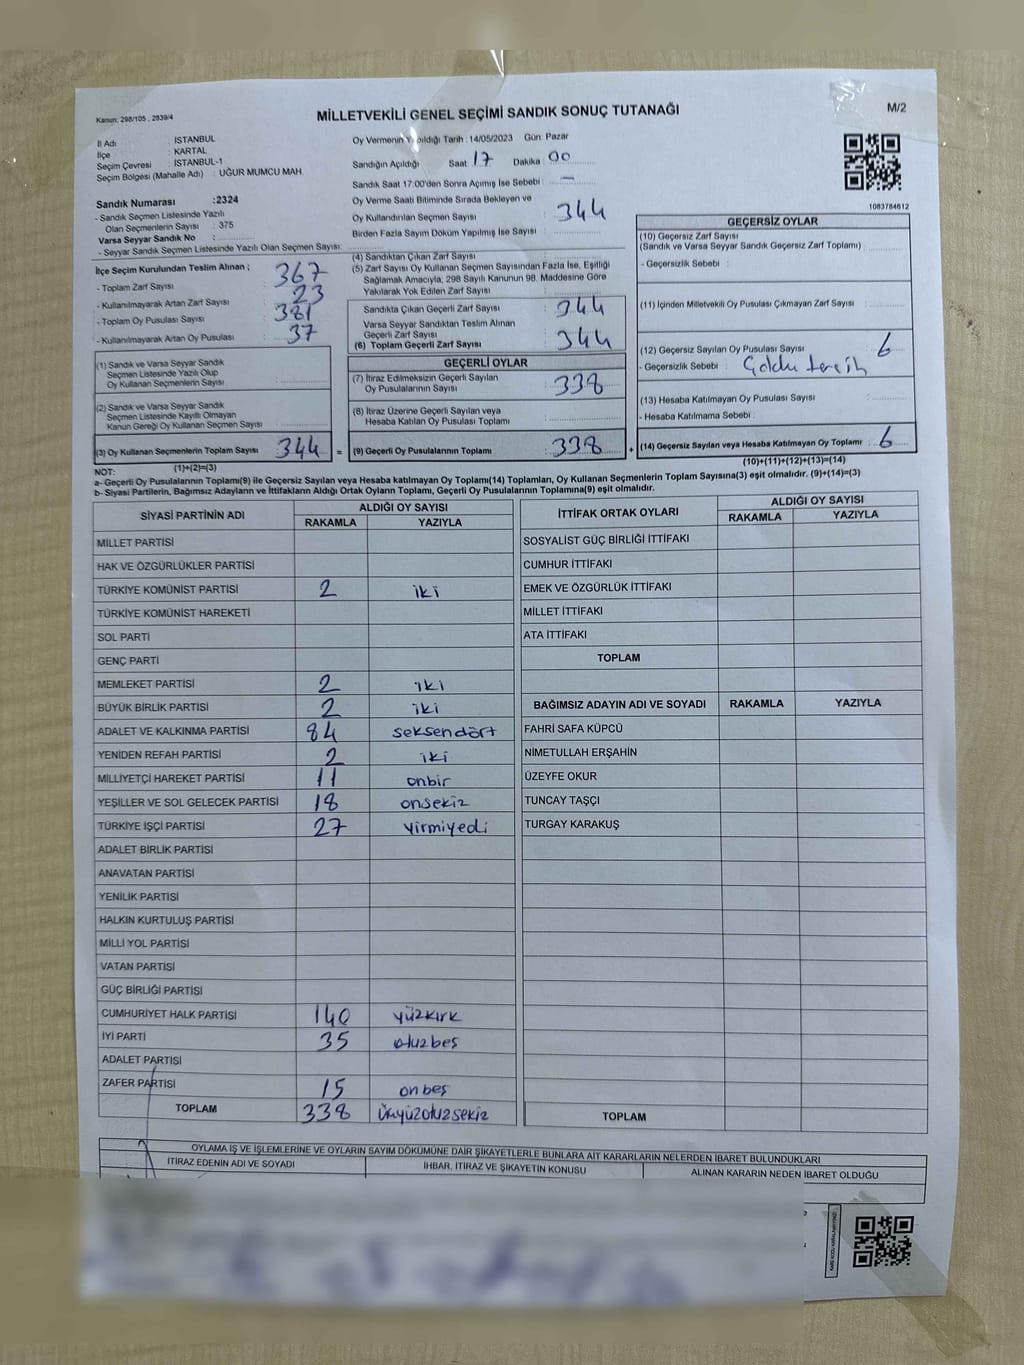 Kanun: 298/105 , 2839/4
MİLLETVEKİLİ GENEL SEÇİMİ SANDIK SONUÇ TUTANAĞI
M/2
İl Adı : İSTANBUL
İlçe : KARTAL
Seçim Çevresi : İSTANBUL-1
Seçim Bölgesi (Mahalle Adı) : UĞUR MUMCU MAH.
Sandık Numarası :2324
- Sandık Seçmen Listesinde Yazılı
Olan Seçmenlerin Sayısı : 375
Varsa Seyyar Sandık No :
- Seyyar Sandık Seçmen Listesinde Yazılı Olan Seçmen Sayısı:
Oy Vermenin Yapıldığı Tarih : 14/05/2023 Gün: Pazar
Sandığın Açıldığı Saat 17 Dakika 00
Sandık Saat 17:00'den Sonra Açımış İse Sebebi : —
Oy Verme Saati Bitiminde Sırada Bekleyen ve
Oy Kullandırılan Seçmen Sayısı : 344
Birden Fazla Sayım Döküm Yapılmış İse Sayısı :
1083784612
İlçe Seçim Kurulundan Teslim Alınan ;
- Toplam Zarf Sayısı : 367
- Kullanılmayarak Artan Zarf Sayısı : 23
- Toplam Oy Pusulası Sayısı : 381
- Kullanılmayarak Artan Oy Pusulası : 37
(4) Sandıktan Çıkan Zarf Sayısı :
(5) Zarf Sayısı Oy Kullanan Seçmen Sayısından Fazla İse, Eşitliği
Sağlamak Amacıyla; 298 Sayılı Kanunun 98. Maddesine Göre
Yakılarak Yok Edilen Zarf Sayısı :
Sandıkta Çıkan Geçerli Zarf Sayısı : 344
Varsa Seyyar Sandıktan Teslim Alınan
Geçerli Zarf Sayısı :
(6) Toplam Geçerli Zarf Sayısı : 344
GEÇERSİZ OYLAR
(10) Geçersiz Zarf Sayısı
(Sandık ve Varsa Seyyar Sandık Geçersiz Zarf Toplamı) :
- Geçersizlik Sebebi :
(11) İçinden Milletvekili Oy Pusulası Çıkmayan Zarf Sayısı :
(12) Geçersiz Sayılan Oy Pusulası Sayısı : 6
- Geçersizlik Sebebi : Çoklu tercih
(13) Hesaba Katılmayan Oy Pusulası Sayısı :
- Hesaba Katılmama Sebebi :
(14) Geçersiz Sayılan veya Hesaba Katılmayan Oy Toplamı : 6
(10)+(11)+(12)+(13)=(14)
(1) Sandık ve Varsa Seyyar Sandık
Seçmen Listesinde Yazılı Olup
Oy Kullanan Seçmenlerin Sayısı :
(2) Sandık ve Varsa Seyyar Sandık
Seçmen Listesinde Kayıtlı Olmayan
Kanun Gereği Oy Kullanan Seçmen Sayısı :
(3) Oy Kullanan Seçmenlerin Toplam Sayısı : 344 =
(1)+(2)=(3)
GEÇERLİ OYLAR
(7) İtiraz Edilmeksizin Geçerli Sayılan
Oy Pusulalarının Sayısı : 338
(8) İtiraz Üzerine Geçerli Sayılan veya
Hesaba Katılan Oy Pusulası Toplamı :
(9) Geçerli Oy Pusulalarının Toplamı : 338 +
NOT:
a- Geçerli Oy Pusulalarının Toplamı(9) ile Geçersiz Sayılan veya Hesaba katılmayan Oy Toplamı(14) Toplamları, Oy Kullanan Seçmenlerin Toplam Sayısına(3) eşit olmalıdır. (9)+(14)=(3)
b- Siyasi Partilerin, Bağımsız Adayların ve İttifakların Aldığı Ortak Oyların Toplamı, Geçerli Oy Pusulalarının Toplamına(9) eşit olmalıdır.
SİYASİ PARTİNİN ADI ALDIĞI OY SAYISI
RAKAMLA YAZIYLA
MİLLET PARTİSİ
HAK VE ÖZGÜRLÜKLER PARTİSİ
TÜRKİYE KOMÜNİST PARTİSİ 2 iki
TÜRKİYE KOMÜNİST HAREKETİ
SOL PARTİ
GENÇ PARTİ
MEMLEKET PARTİSİ 2 iki
BÜYÜK BİRLİK PARTİSİ 2 iki
ADALET VE KALKINMA PARTİSİ 84 seksendört
YENİDEN REFAH PARTİSİ 2 iki
MİLLİYETÇİ HAREKET PARTİSİ 11 onbir
YEŞİLLER VE SOL GELECEK PARTİSİ 18 onsekiz
TÜRKİYE İŞÇİ PARTİSİ 27 yirmiyedi
ADALET BİRLİK PARTİSİ
ANAVATAN PARTİSİ
YENİLİK PARTİSİ
HALKIN KURTULUŞ PARTİSİ
MİLLİ YOL PARTİSİ
VATAN PARTİSİ
GÜÇ BİRLİĞİ PARTİSİ
CUMHURİYET HALK PARTİSİ 140 yüzkırk
İYİ PARTİ 35 otuzbeş
ADALET PARTİSİ
ZAFER PARTİSİ 15 onbeş
TOPLAM 338 üçyüzotuzsekiz
İTTİFAK ORTAK OYLARI ALDIĞI OY SAYISI
RAKAMLA YAZIYLA
SOSYALİST GÜÇ BİRLİĞİ İTTİFAKI
CUMHUR İTTİFAKI
EMEK VE ÖZGÜRLÜK İTTİFAKI
MİLLET İTTİFAKI
ATA İTTİFAKI
TOPLAM
BAĞIMSIZ ADAYIN ADI VE SOYADI RAKAMLA YAZIYLA
FAHRİ SAFA KÜPCÜ
NİMETULLAH ERŞAHİN
ÜZEYFE OKUR
TUNCAY TAŞÇI
TURGAY KARAKUŞ
TOPLAM
OYLAMA İŞ VE İŞLEMLERİNE VE OYLARIN SAYIM DÖKÜMÜNE DAİR ŞİKAYETLERLE BUNLARA AİT KARARLARIN NELERDEN İBARET BULUNDUKLARI
İTİRAZ EDENİN ADI VE SOYADI İHBAR, İTİRAZ VE ŞİKAYETİN KONUSU ALINAN KARARIN NEDEN İBARET OLDUĞU